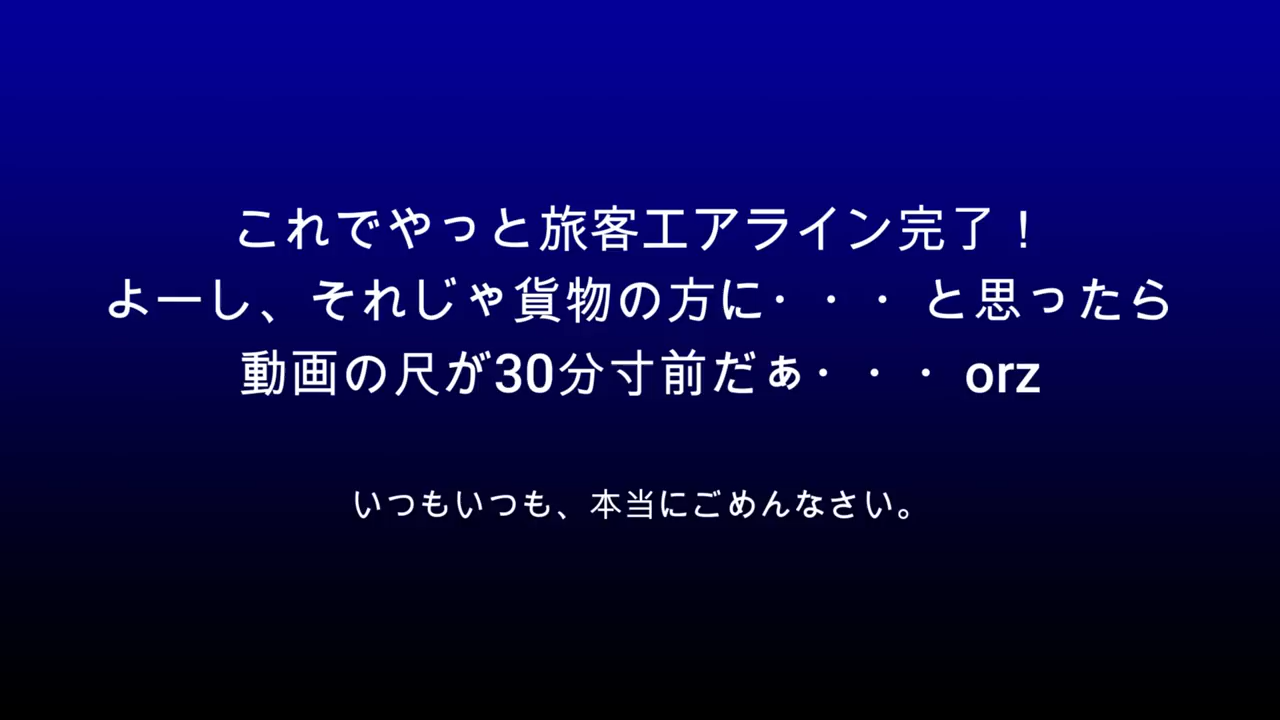 これでやっと旅客エアライン完了！
よーし、それじゃ貨物の方に・・・ と思ったら
動画の尺が30分寸前だぁ・・・ orz
いつもいつも、本当にごめんなさい。